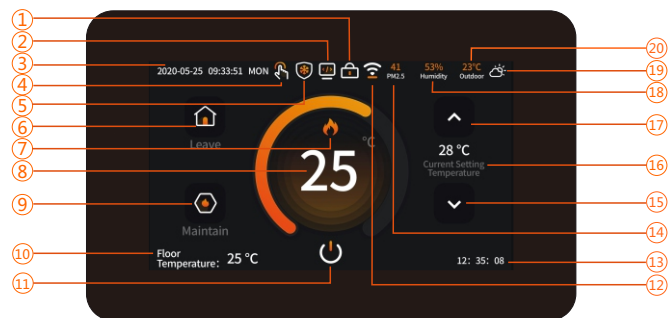 1
2
3
4
5
6
7
8
9
10
11
20
19
18
17
16
15
14
13
12
2020-05-25 09:33:51 MON
41
PM2.5
53%
Humidity
23°C
Outdoor
Leave
°C
25
28 °C
Current Setting
Temperature
Maintain
Floor
Temperature: 25 °C
12: 35: 08